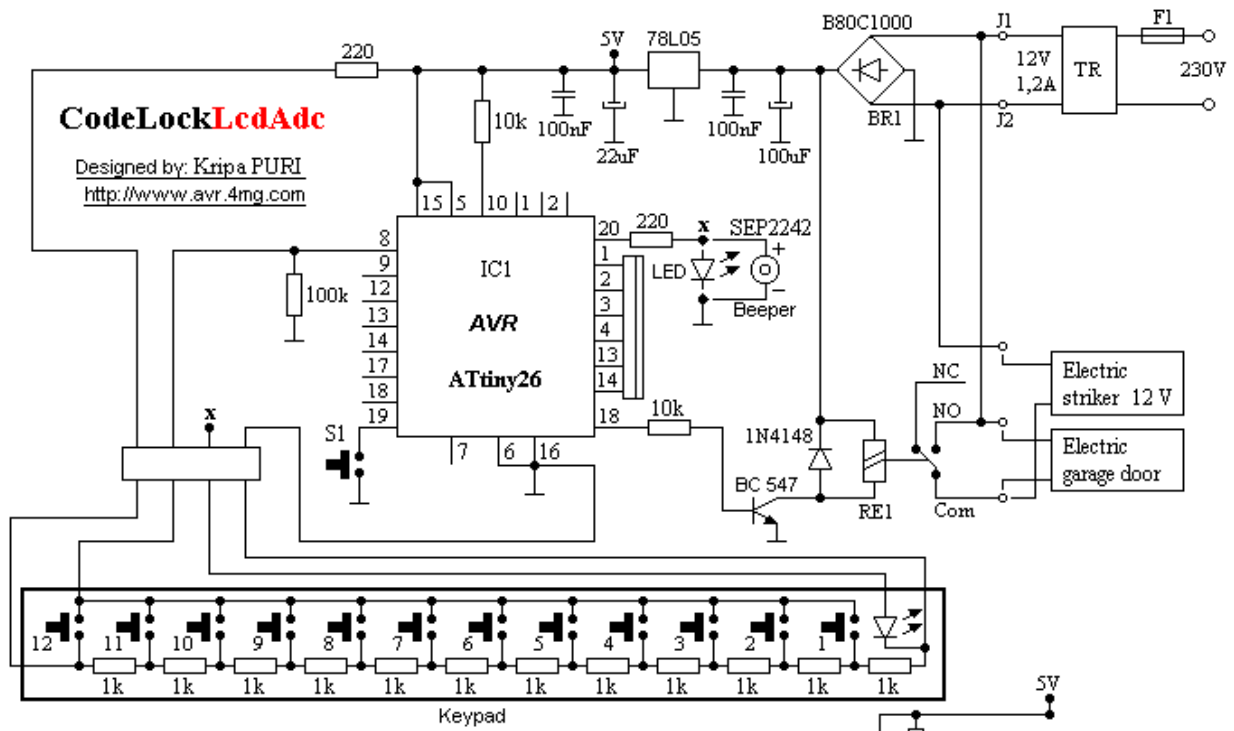 B80C1000
J1
F1
220
5V
78L05
12V
1,2A
TR
230V
CodeLockLcdAdc
10k
100nF
22uF
100nF
100uF
BR1
J2
Designed by: Kripa PURI
http://www.avr.4mg.com
15
5
10
1
2
8
20
220
x
SEP2242
+
9
IC1
1
LED
12
2
100k
3
−
Beeper
13
AVR
4
14
13
17
ATtiny26
14
NC
Electric
striker 12 V
18
NO
19
18
10k
x
S1
1N4148
Electric
garage door
7
6
16
BC 547
RE1
Com
12
11
10
9
8
7
6
5
4
3
2
1
1k
1k
1k
1k
1k
1k
1k
1k
1k
1k
1k
1k
Keypad
5V